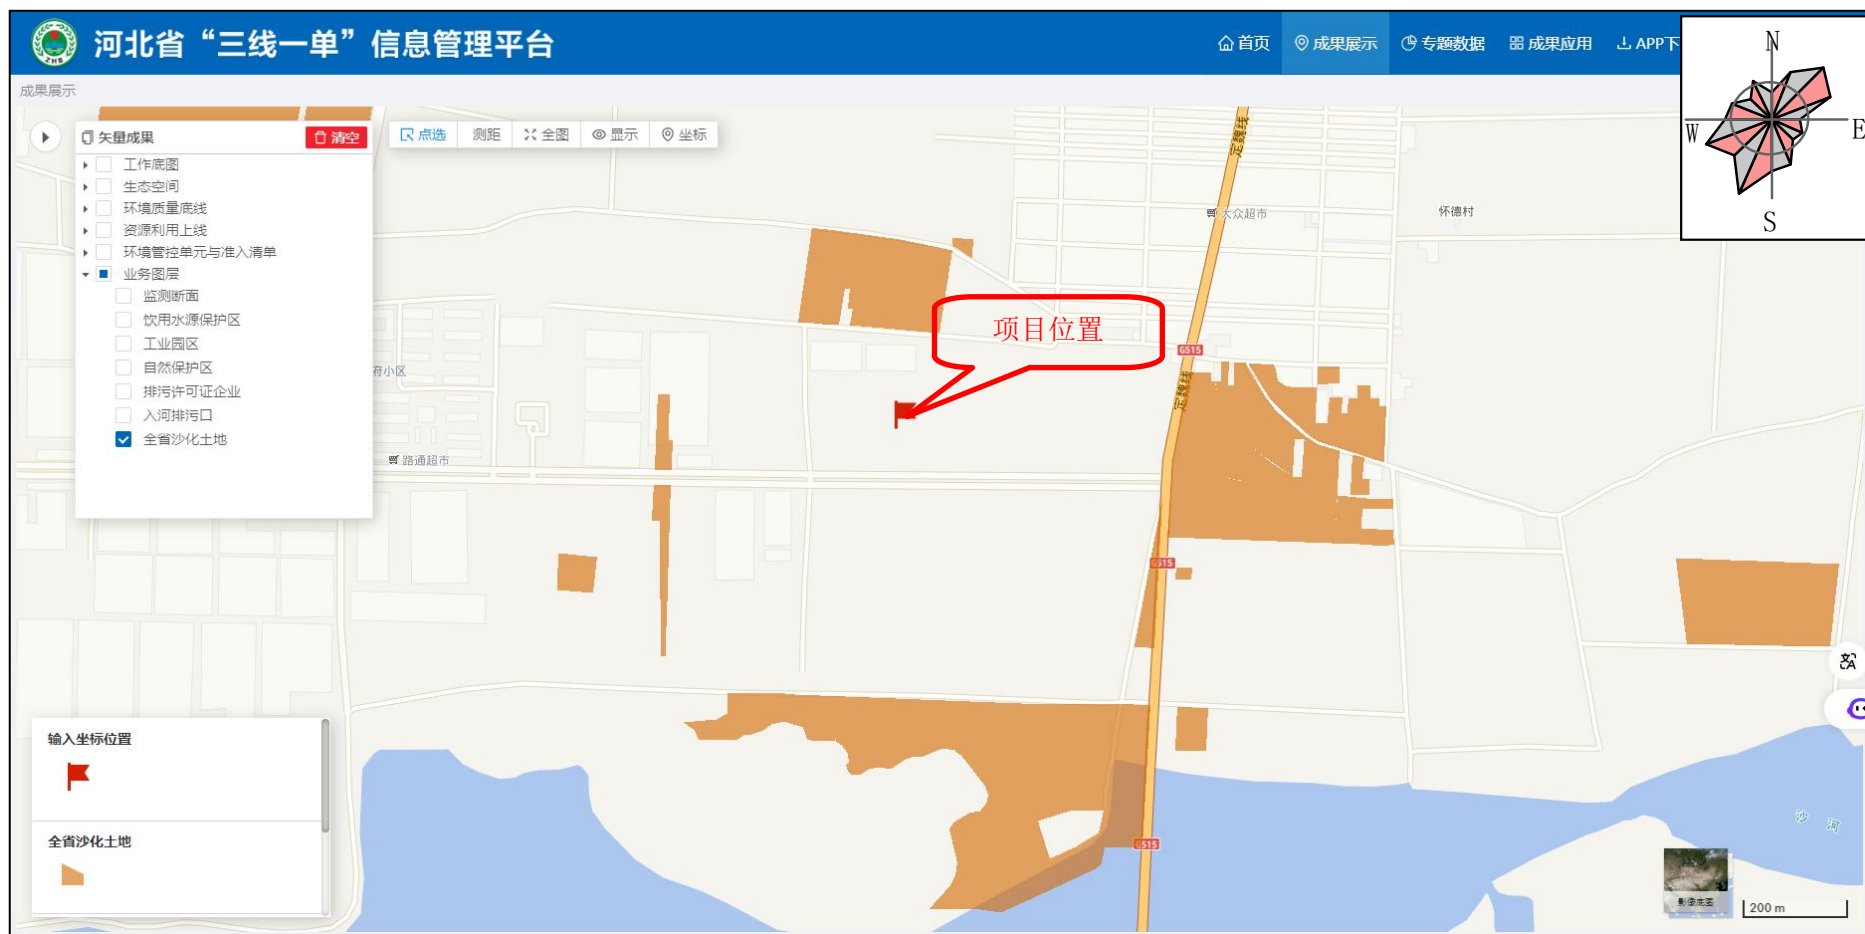 河北省“三线一单”信息管理平台
首页
成果展示
专题数据
成果应用
APP下
成果展示
矢量成果
清空
点选
测距
全图
显示
坐标
工作底图
生态空间
环境质量底线
资源利用上线
环境管控单元与准入清单
业务图层
监测断面
饮用水源保护区
工业园区
自然保护区
排污许可证企业
入河排污口
全省沙化土地
N
W
E
S
定魏线
大众超市
怀德村
项目位置
G515
定魏线
府小区
路通超市
G515
G515
沙河
输入坐标位置
全省沙化土地
影像底图
200 m
ZHB